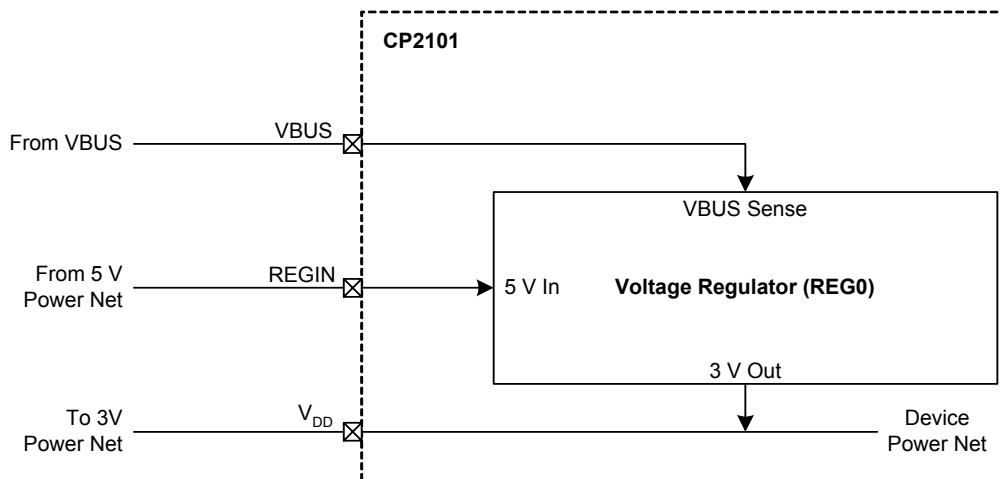 CP2101
From VBUS
VBUS
VBUS Sense
From 5 V
Power Net
REGIN
5 V In
Voltage Regulator (REG0)
3 V Out
To 3V
Power Net
VDD
Device
Power Net